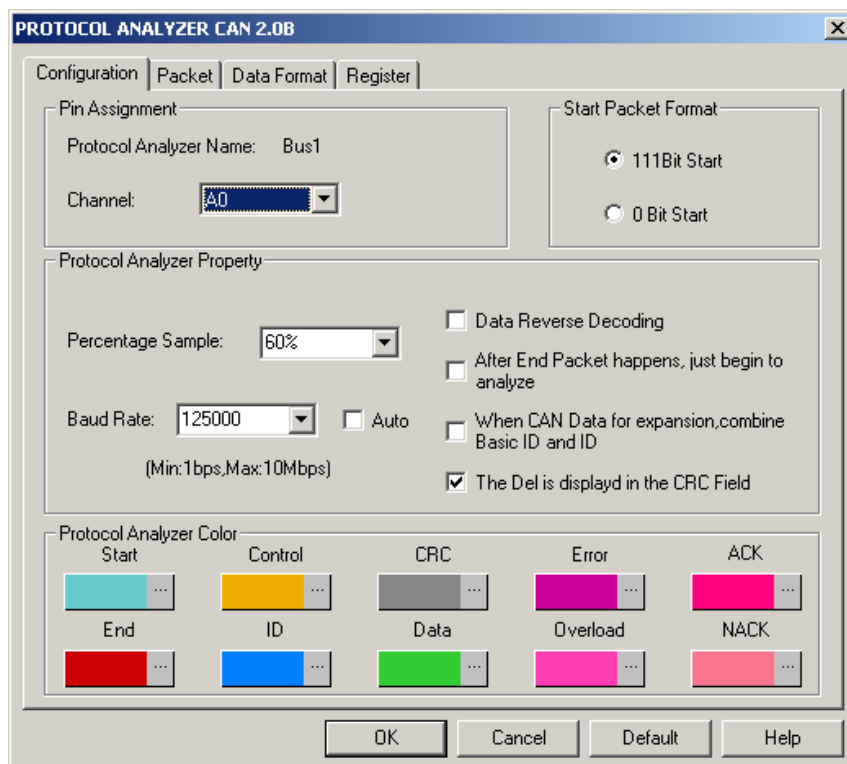 PROTOCOL ANALYZER CAN 2.0B
Configuration Packet Data Format Register
Pin Assignment
Protocol Analyzer Name: Bus1
Channel: A0
Start Packet Format
111Bit Start
0 Bit Start
Protocol Analyzer Property
Percentage Sample: 60%
Baud Rate: 125000 Auto
(Min:1bps,Max:10Mbps)
Data Reverse Decoding
After End Packet happens, just begin to
analyze
When CAN Data for expansion,combine
Basic ID and ID
The Del is displayd in the CRC Field
Protocol Analyzer Color
Start Control CRC Error ACK
... ... ... ... ...
End ID Data Overload NACK
... ... ... ... ...
OK Cancel Default Help